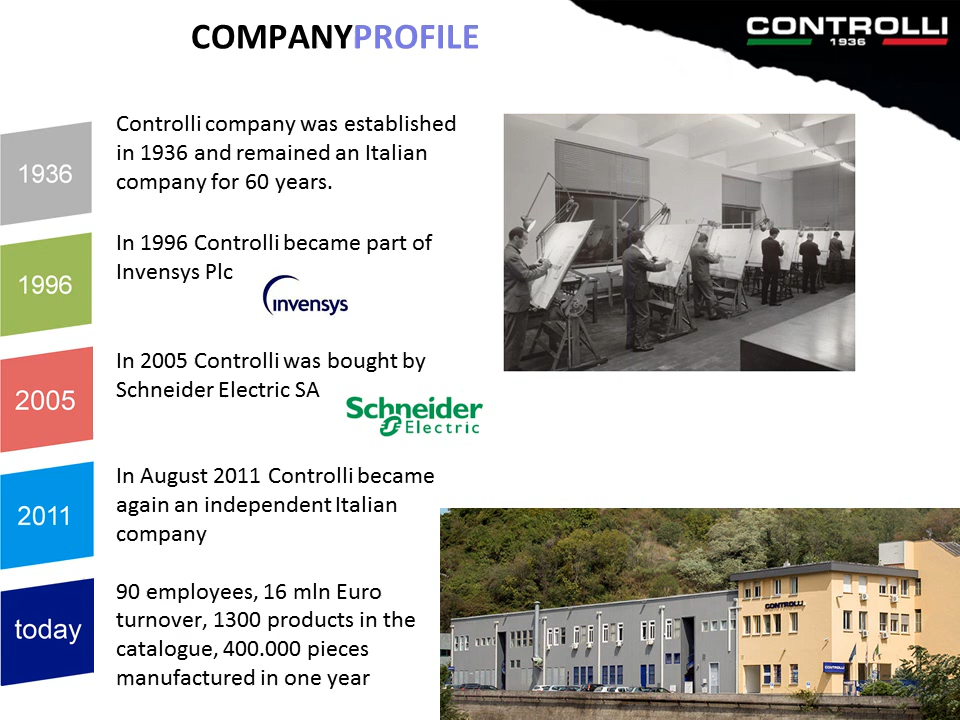 COMPANYPROFILE
CONTROLLI
1936
1936
Controlli company was established
in 1936 and remained an Italian
company for 60 years.
1996
In 1996 Controlli became part of
Invensys Plc
invensys
2005
In 2005 Controlli was bought by
Schneider Electric SA
Schneider
Electric
2011
In August 2011 Controlli became
again an independent Italian
company
today
90 employees, 16 mln Euro
turnover, 1300 products in the
catalogue, 400.000 pieces
manufactured in one year
CONTROLLI
CONTROLLI